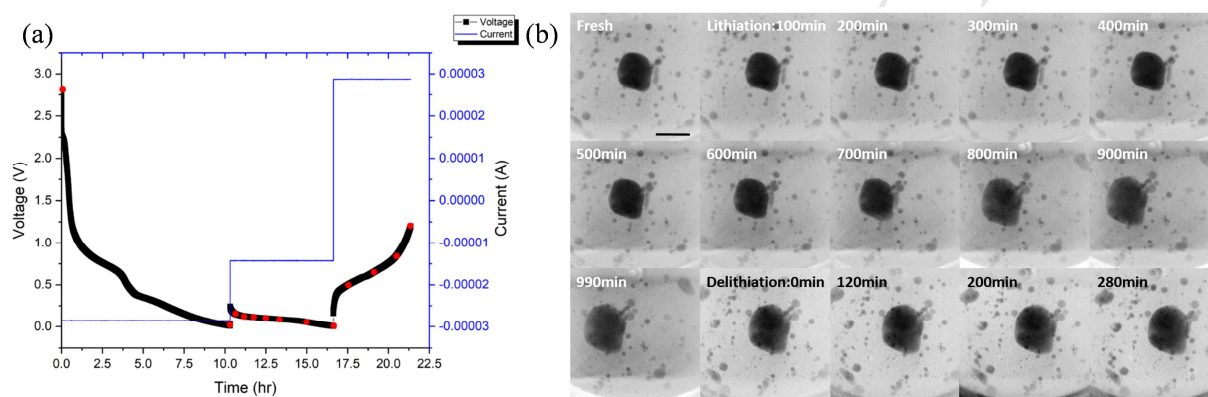 (a)
Voltage
Current
3.0
2.5
2.0
1.5
1.0
0.5
0.0
Voltage (V)
0.00003
0.00002
0.00001
0.00000
-0.00001
-0.00002
-0.00003
Current (A)
0.0 2.5 5.0 7.5 10.0 12.5 15.0 17.5 20.0 22.5
Time (hr)
(b)
Fresh Lithiation:100min 200min 300min 400min
500min 600min 700min 800min 900min
990min Delithiation:0min 120min 200min 280min